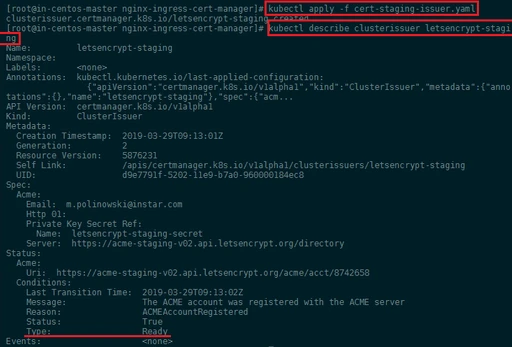 [root@in-centos-master nginx-ingress-cert-manager]# kubectl apply -f cert-staging-issuer.yaml
clusterissuer.certmanager.k8s.io/letsencrypt-staging created
[root@in-centos-master nginx-ingress-cert-manager]# kubectl describe clusterissuer letsencrypt-stagi
ng
Name: letsencrypt-staging
Namespace:
Labels: <none>
Annotations: kubectl.kubernetes.io/last-applied-configuration:
{"apiVersion":"certmanager.k8s.io/v1alpha1","kind":"ClusterIssuer","metadata":{"anno
tations":{},"name":"letsencrypt-staging"},"spec":{"acm...
API Version: certmanager.k8s.io/v1alpha1
Kind: ClusterIssuer
Metadata:
Creation Timestamp: 2019-03-29T09:13:01Z
Generation: 2
Resource Version: 5876231
Self Link: /apis/certmanager.k8s.io/v1alpha1/clusterissuers/letsencrypt-staging
UID: d9e7791f-5202-11e9-b7a0-960000184ec8
Spec:
Acme:
Email: m.polinowski@instar.com
Http 01:
Private Key Secret Ref:
Name: letsencrypt-staging-secret
Server: https://acme-staging-v02.api.letsencrypt.org/directory
Status:
Acme:
Uri: https://acme-staging-v02.api.letsencrypt.org/acme/acct/8742658
Conditions:
Last Transition Time: 2019-03-29T09:13:02Z
Message: The ACME account was registered with the ACME server
Reason: ACMEAccountRegistered
Status: True
Type: Ready
Events: <none>